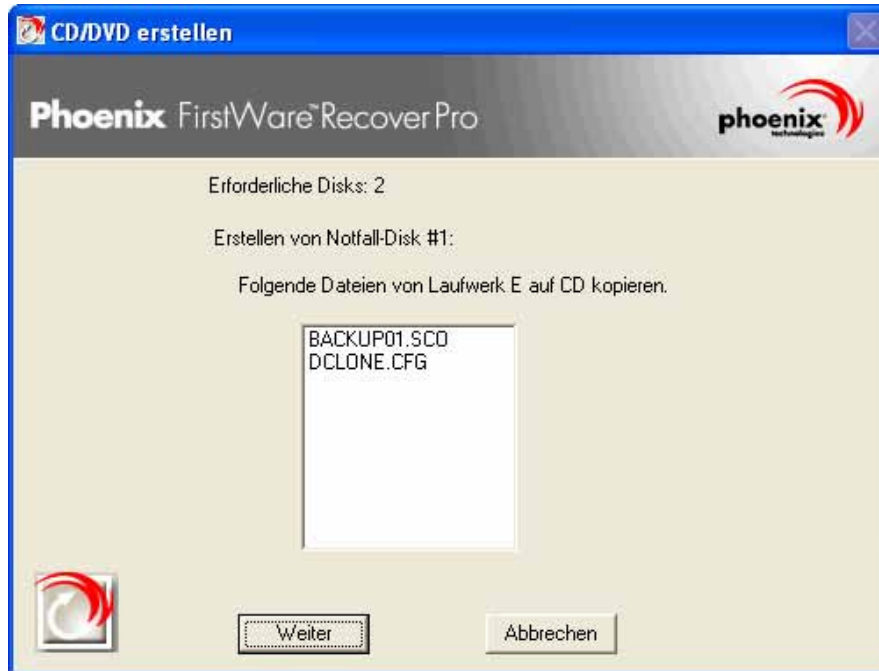 CD/DVD erstellen
Phoenix FirstWare™ Recover Pro
phoenix
technologies
Erforderliche Disks: 2
Erstellen von Notfall-Disk #1:
Folgende Dateien von Laufwerk E auf CD kopieren.
BACKUP01.SCO
DCLONE.CFG
Weiter
Abbrechen